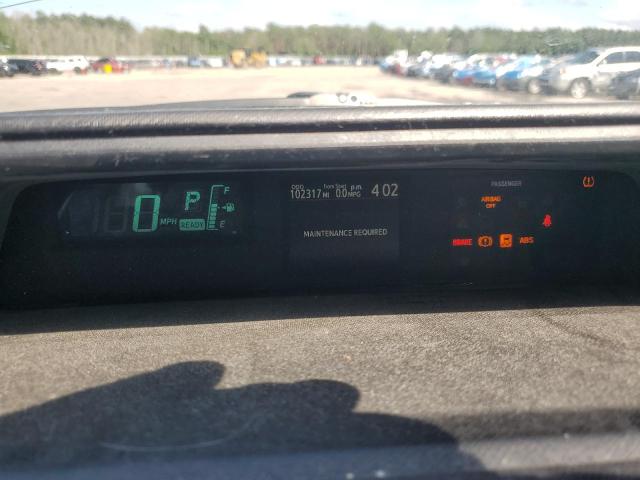 0 MPH
P
READY
F
E
ODO
102317 MI
from Start
0.0 MPG
p.m.
4 02
MAINTENANCE REQUIRED
PASSENGER
AIRBAG
OFF
BRAKE
ABS